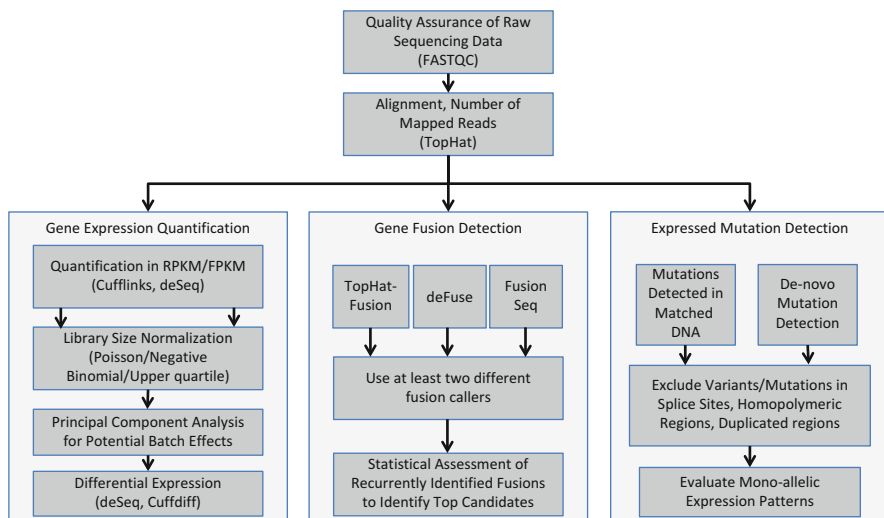 Quality Assurance of Raw
Sequencing Data
(FASTQC)
Alignment, Number of
Mapped Reads
(TopHat)
Gene Expression Quantification
Quantification in RPKM/FPKM
(Cufflinks, deSeq)
Library Size Normalization
(Poisson/Negative
Binomial/Upper quartile)
Principal Component Analysis
for Potential Batch Effects
Differential Expression
(deSeq, Cuffdiff)
Gene Fusion Detection
TopHat-
Fusion
deFuse
Fusion
Seq
Use at least two different
fusion callers
Statistical Assessment of
Recurrently Identified Fusions
to Identify Top Candidates
Expressed Mutation Detection
Mutations
Detected in
Matched
DNA
De-novo
Mutation
Detection
Exclude Variants/Mutations in
Splice Sites, Homopolymeric
Regions, Duplicated regions
Evaluate Mono-allelic
Expression Patterns